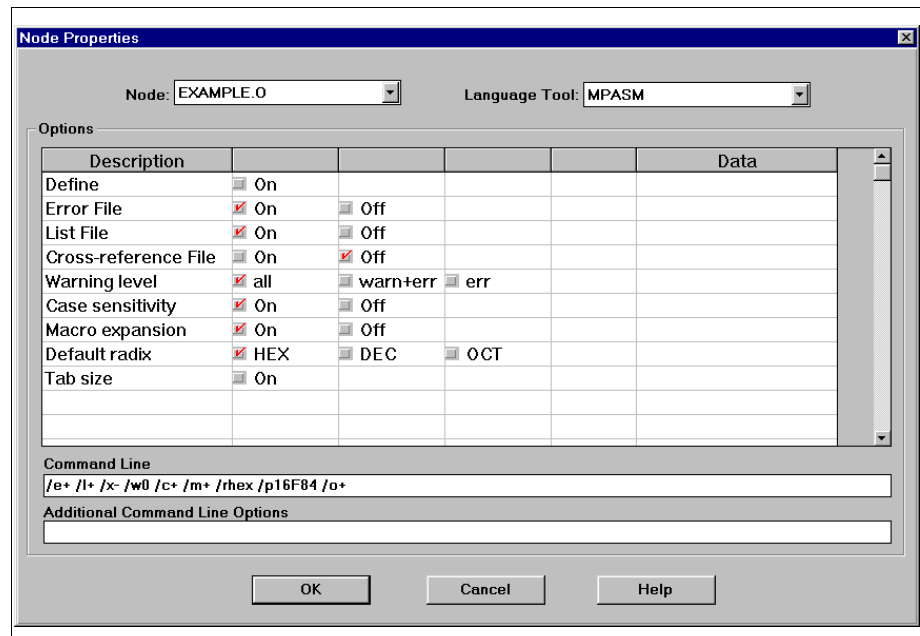 Node Properties
Node: EXAMPLE.O Language Tool: MPASM
Options
Description Data
Define On
Error File On Off
List File On Off
Cross-reference File On Off
Warning level all warn+err err
Case sensitivity On Off
Macro expansion On Off
Default radix HEX DEC OCT
Tab size On
Command Line
/e+ /l+ /x- /w0 /c+ /m+ /rhex /p16F84 /o+
Additional Command Line Options
OK Cancel Help